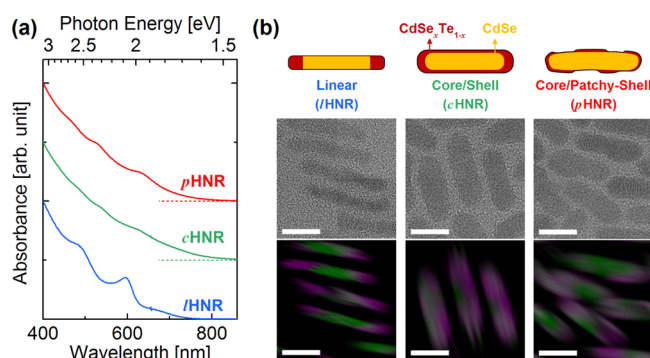 (a)
Photon Energy [eV]
3 2.5 2 1.5
Absorbance [arb. unit]
pHNR
cHNR
lHNR
400 600 800
Wavelength [nm]
(b)
CdSexTe1-x
CdSe
Linear
(lHNR)
Core/Shell
(cHNR)
Core/Patchy-Shell
(pHNR)